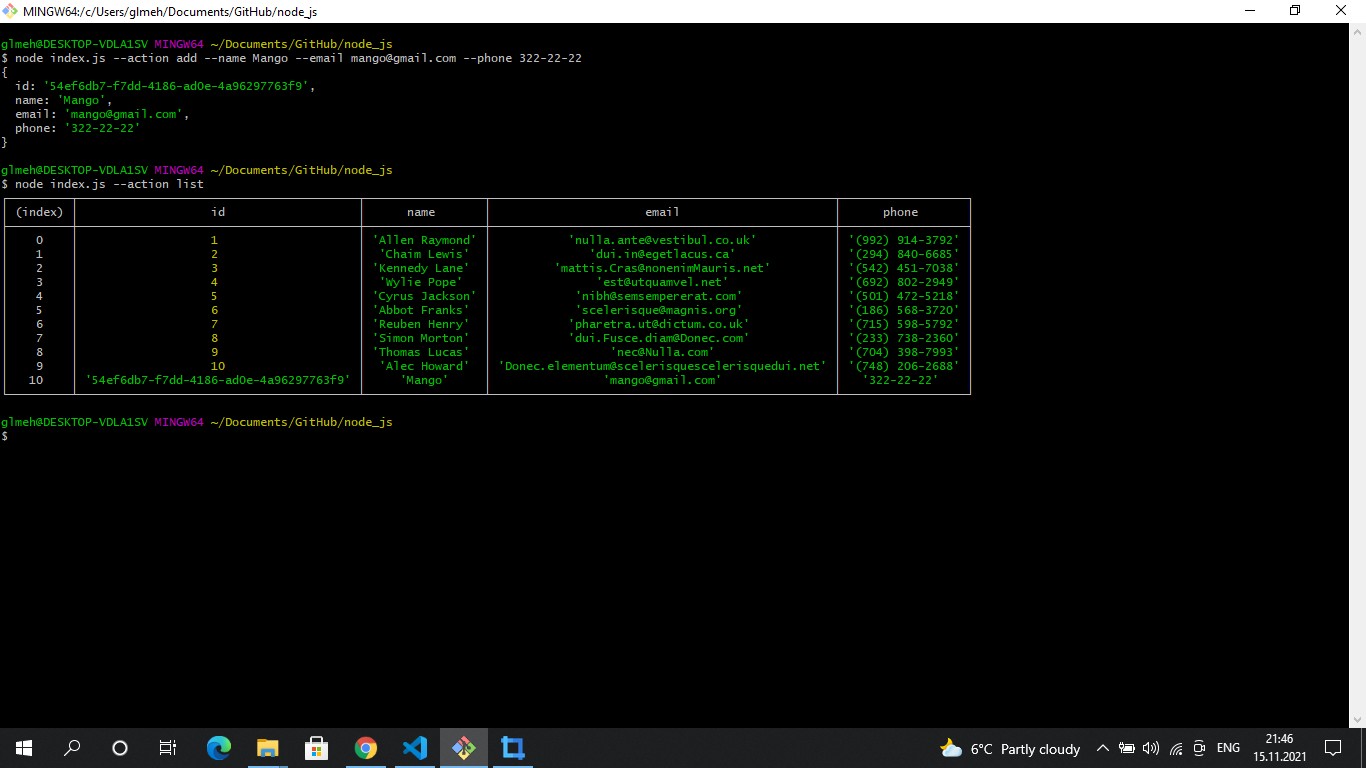 MINGW64:/c/Users/glmeh/Documents/GitHub/node_js
glmeh@DESKTOP-VDLA1SV MINGW64 ~/Documents/GitHub/node_js
$ node index.js --action add --name Mango --email mango@gmail.com --phone 322-22-22
{
  id: '54ef6db7-f7dd-4186-ad0e-4a96297763f9',
  name: 'Mango',
  email: 'mango@gmail.com',
  phone: '322-22-22'
}
glmeh@DESKTOP-VDLA1SV MINGW64 ~/Documents/GitHub/node_js
$ node index.js --action list
(index) id name email phone
0 1 'Allen Raymond' 'nulla.ante@vestibul.co.uk' '(992) 914-3792'
1 2 'Chaim Lewis' 'dui.in@egetlacus.ca' '(294) 840-6685'
2 3 'Kennedy Lane' 'mattis.Cras@nonenimMauris.net' '(542) 451-7038'
3 4 'Wylie Pope' 'est@utquamvel.net' '(692) 802-2949'
4 5 'Cyrus Jackson' 'nibh@semsempererat.com' '(501) 472-5218'
5 6 'Abbot Franks' 'scelerisque@magnis.org' '(186) 568-3720'
6 7 'Reuben Henry' 'pharetra.ut@dictum.co.uk' '(715) 598-5792'
7 8 'Simon Morton' 'dui.Fusce.diam@Donec.com' '(233) 738-2360'
8 9 'Thomas Lucas' 'nec@Nulla.com' '(704) 398-7993'
9 10 'Alec Howard' 'Donec.elementum@scelerisquescelerisquedui.net' '(748) 206-2688'
10 '54ef6db7-f7dd-4186-ad0e-4a96297763f9' 'Mango' 'mango@gmail.com' '322-22-22'
glmeh@DESKTOP-VDLA1SV MINGW64 ~/Documents/GitHub/node_js
$
6°C Partly cloudy ENG
21:46
15.11.2021